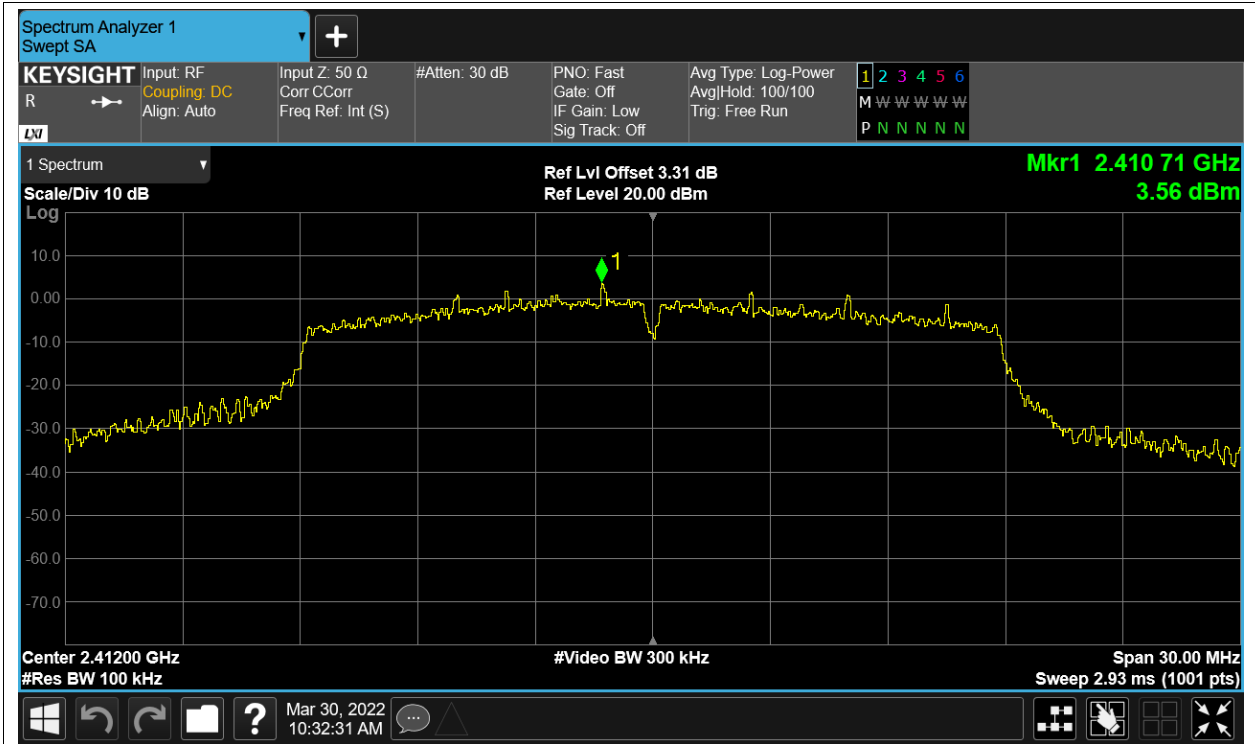 Spectrum Analyzer 1
Swept SA
KEYSIGHT
R
LXI
Input: RF
Coupling: DC
Align: Auto
Input Z: 50 Ω
Corr CCorr
Freq Ref: Int (S)
#Atten: 30 dB
PNO: Fast
Gate: Off
IF Gain: Low
Sig Track: Off
Avg Type: Log-Power
Avg|Hold: 100/100
Trig: Free Run
1 2 3 4 5 6
M W W W W W
P N N N N N
1 Spectrum
Scale/Div 10 dB
Ref Lvl Offset 3.31 dB
Ref Level 20.00 dBm
Mkr1 2.410 71 GHz
3.56 dBm
Log
10.0
0.00
-10.0
-20.0
-30.0
-40.0
-50.0
-60.0
-70.0
1
Center 2.41200 GHz
#Res BW 100 kHz
#Video BW 300 kHz
Span 30.00 MHz
Sweep 2.93 ms (1001 pts)
?
Mar 30, 2022
10:32:31 AM